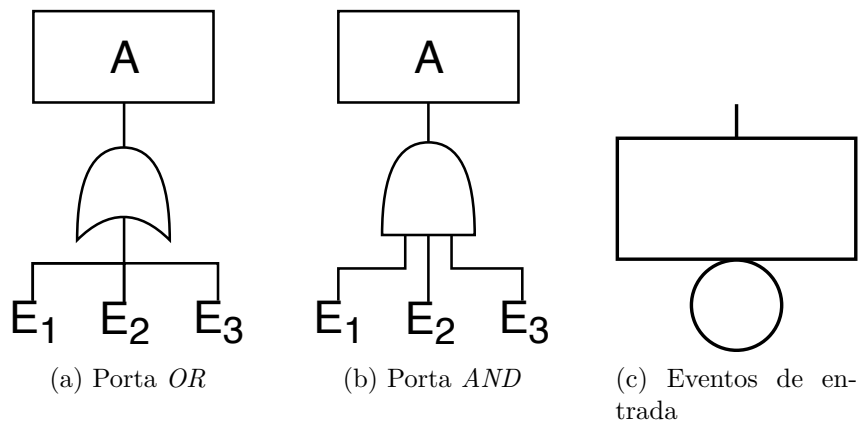 A
A
E1 E2 E3
E1 E2 E3
(a) Porta OR
(b) Porta AND
(c) Eventos de en-
trada